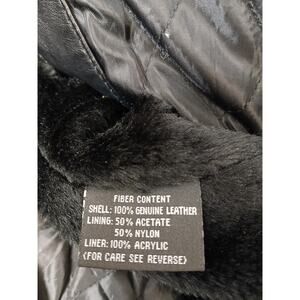 FIBER CONTENT
SHELL: 100% GENUINE LEATHER
LINING: 50% ACETATE
50% NYLON
LINER: 100% ACRYLIC
(FOR CARE SEE REVERSE)